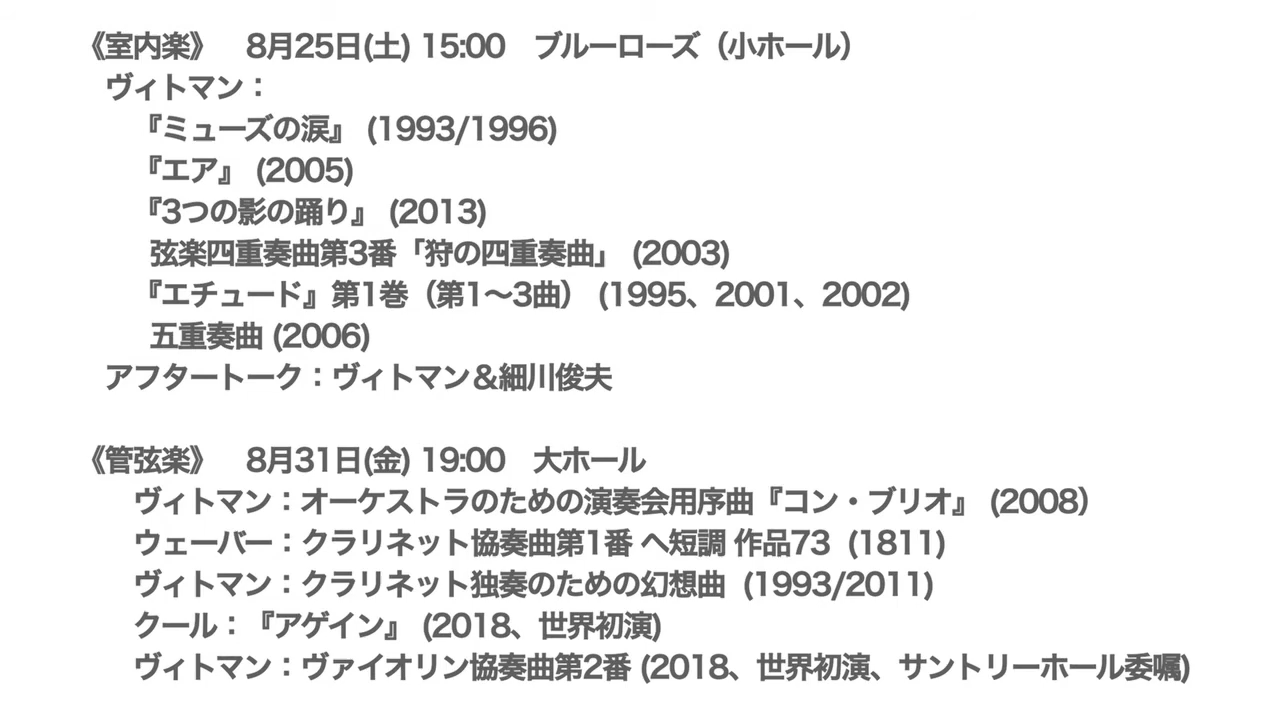 《室内楽》　8月25日(土) 15:00　ブルーローズ（小ホール）
ヴィトマン：
『ミューズの涙』 (1993/1996)
『エア』 (2005)
『3つの影の踊り』 (2013)
弦楽四重奏曲第3番「狩の四重奏曲」 (2003)
『エチュード』第1巻（第1～3曲） (1995、2001、2002)
五重奏曲 (2006)
アフタートーク：ヴィトマン＆細川俊夫
《管弦楽》　8月31日(金) 19:00　大ホール
ヴィトマン：オーケストラのための演奏会用序曲『コン・ブリオ』 (2008）
ウェーバー：クラリネット協奏曲第1番 ヘ短調 作品73 (1811)
ヴィトマン：クラリネット独奏のための幻想曲 (1993/2011)
クール：『アゲイン』 (2018、世界初演)
ヴィトマン：ヴァイオリン協奏曲第2番 (2018、世界初演、サントリーホール委嘱)